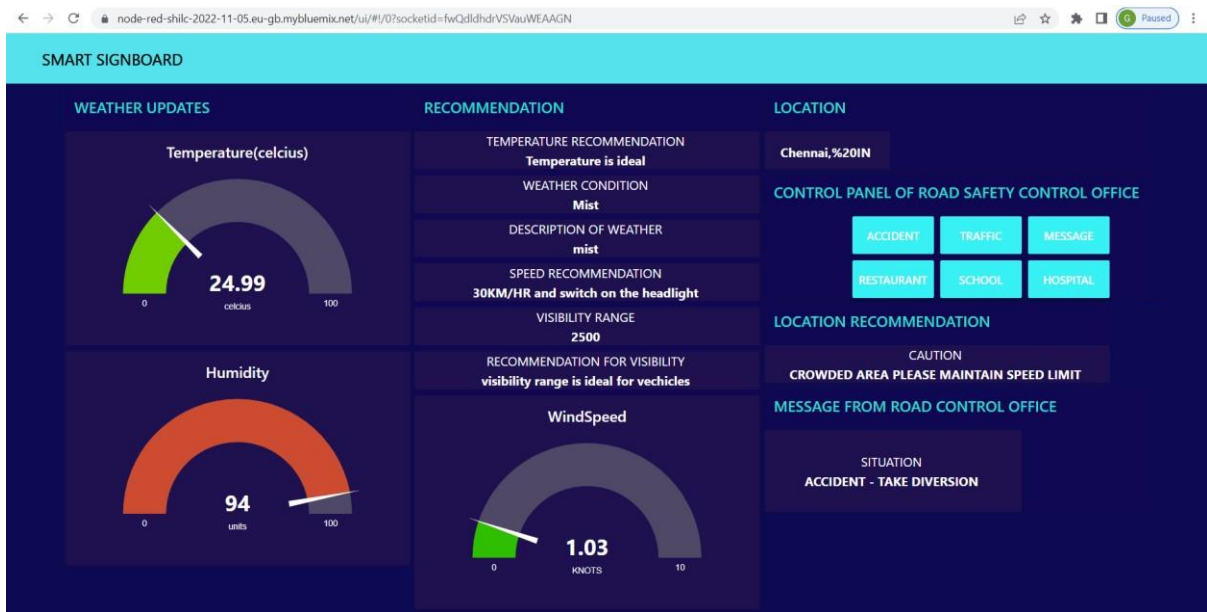 node-red-shilc-2022-11-05.eu-gb.mybluemix.net/ui/#!/0?socketid=fwQdldhdrVSVauWEAAGN
G
Paused
SMART SIGNBOARD
WEATHER UPDATES
Temperature(celcius)
24.99
celcius
0
100
Humidity
94
units
0
100
RECOMMENDATION
TEMPERATURE RECOMMENDATION
Temperature is ideal
WEATHER CONDITION
Mist
DESCRIPTION OF WEATHER
mist
SPEED RECOMMENDATION
30KM/HR and switch on the headlight
VISIBILITY RANGE
2500
RECOMMENDATION FOR VISIBILITY
visibility range is ideal for vechicles
WindSpeed
1.03
KNOTS
0
10
LOCATION
Chennai,%20IN
CONTROL PANEL OF ROAD SAFETY CONTROL OFFICE
ACCIDENT
TRAFFIC
MESSAGE
RESTAURANT
SCHOOL
HOSPITAL
LOCATION RECOMMENDATION
CAUTION
CROWDED AREA PLEASE MAINTAIN SPEED LIMIT
MESSAGE FROM ROAD CONTROL OFFICE
SITUATION
ACCIDENT - TAKE DIVERSION